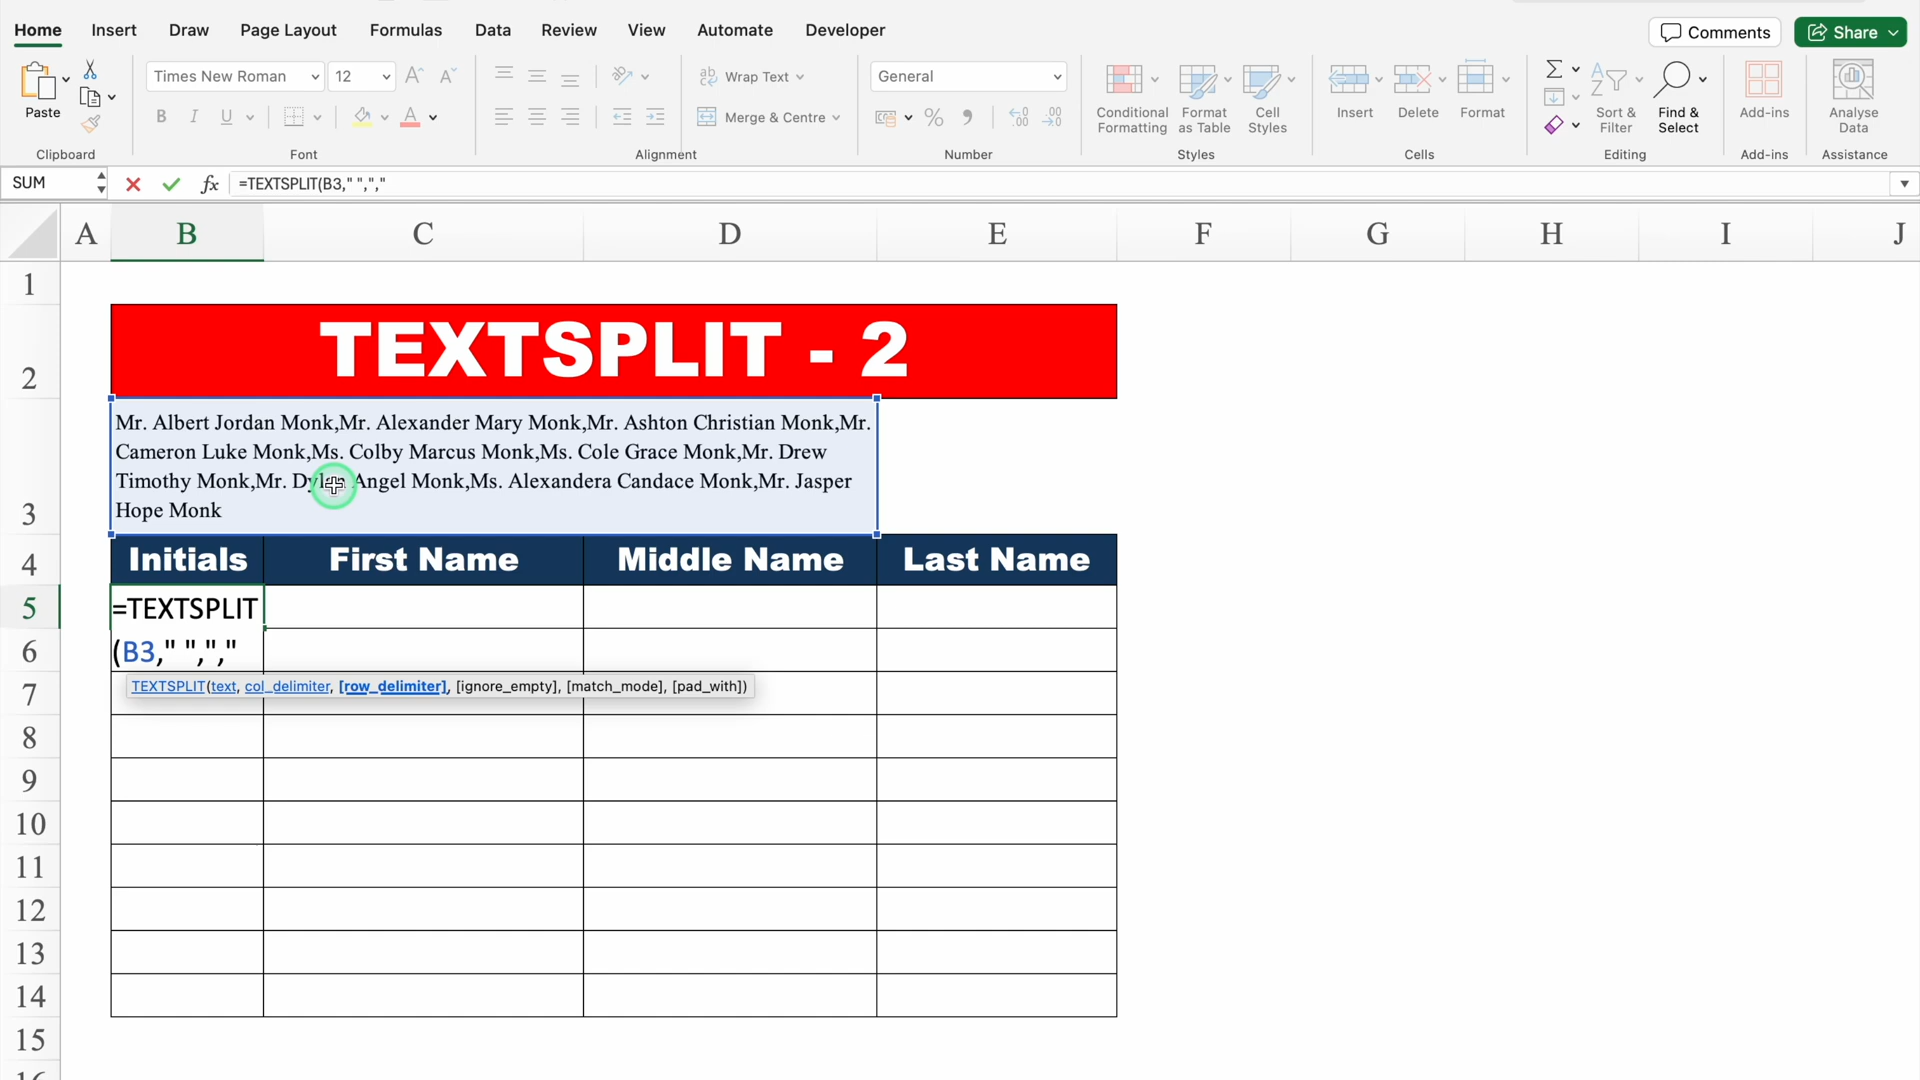 Home Insert Draw Page Layout Formulas Data Review View Automate Developer Comments Share
Paste Times New Roman 12 Wrap Text General Conditional Formatting Format as Table Cell Styles Insert Delete Format Sort & Filter Find & Select Add-ins Analyse Data
B I U Merge & Centre
Clipboard Font Alignment Number Styles Cells Editing Add-ins Assistance
SUM fx =TEXTSPLIT(B3," ",","
A B C D E F G H I J
1
2 TEXTSPLIT - 2
Mr. Albert Jordan Monk,Mr. Alexander Mary Monk,Mr. Ashton Christian Monk,Mr.
Cameron Luke Monk,Ms. Colby Marcus Monk,Ms. Cole Grace Monk,Mr. Drew
Timothy Monk,Mr. Dylan Angel Monk,Ms. Alexandera Candace Monk,Mr. Jasper
3 Hope Monk
4 Initials First Name Middle Name Last Name
5 =TEXTSPLIT
6 (B3," ",","
7 TEXTSPLIT(text, col_delimiter, [row_delimiter], [ignore_empty], [match_mode], [pad_with])
8
9
10
11
12
13
14
15
16